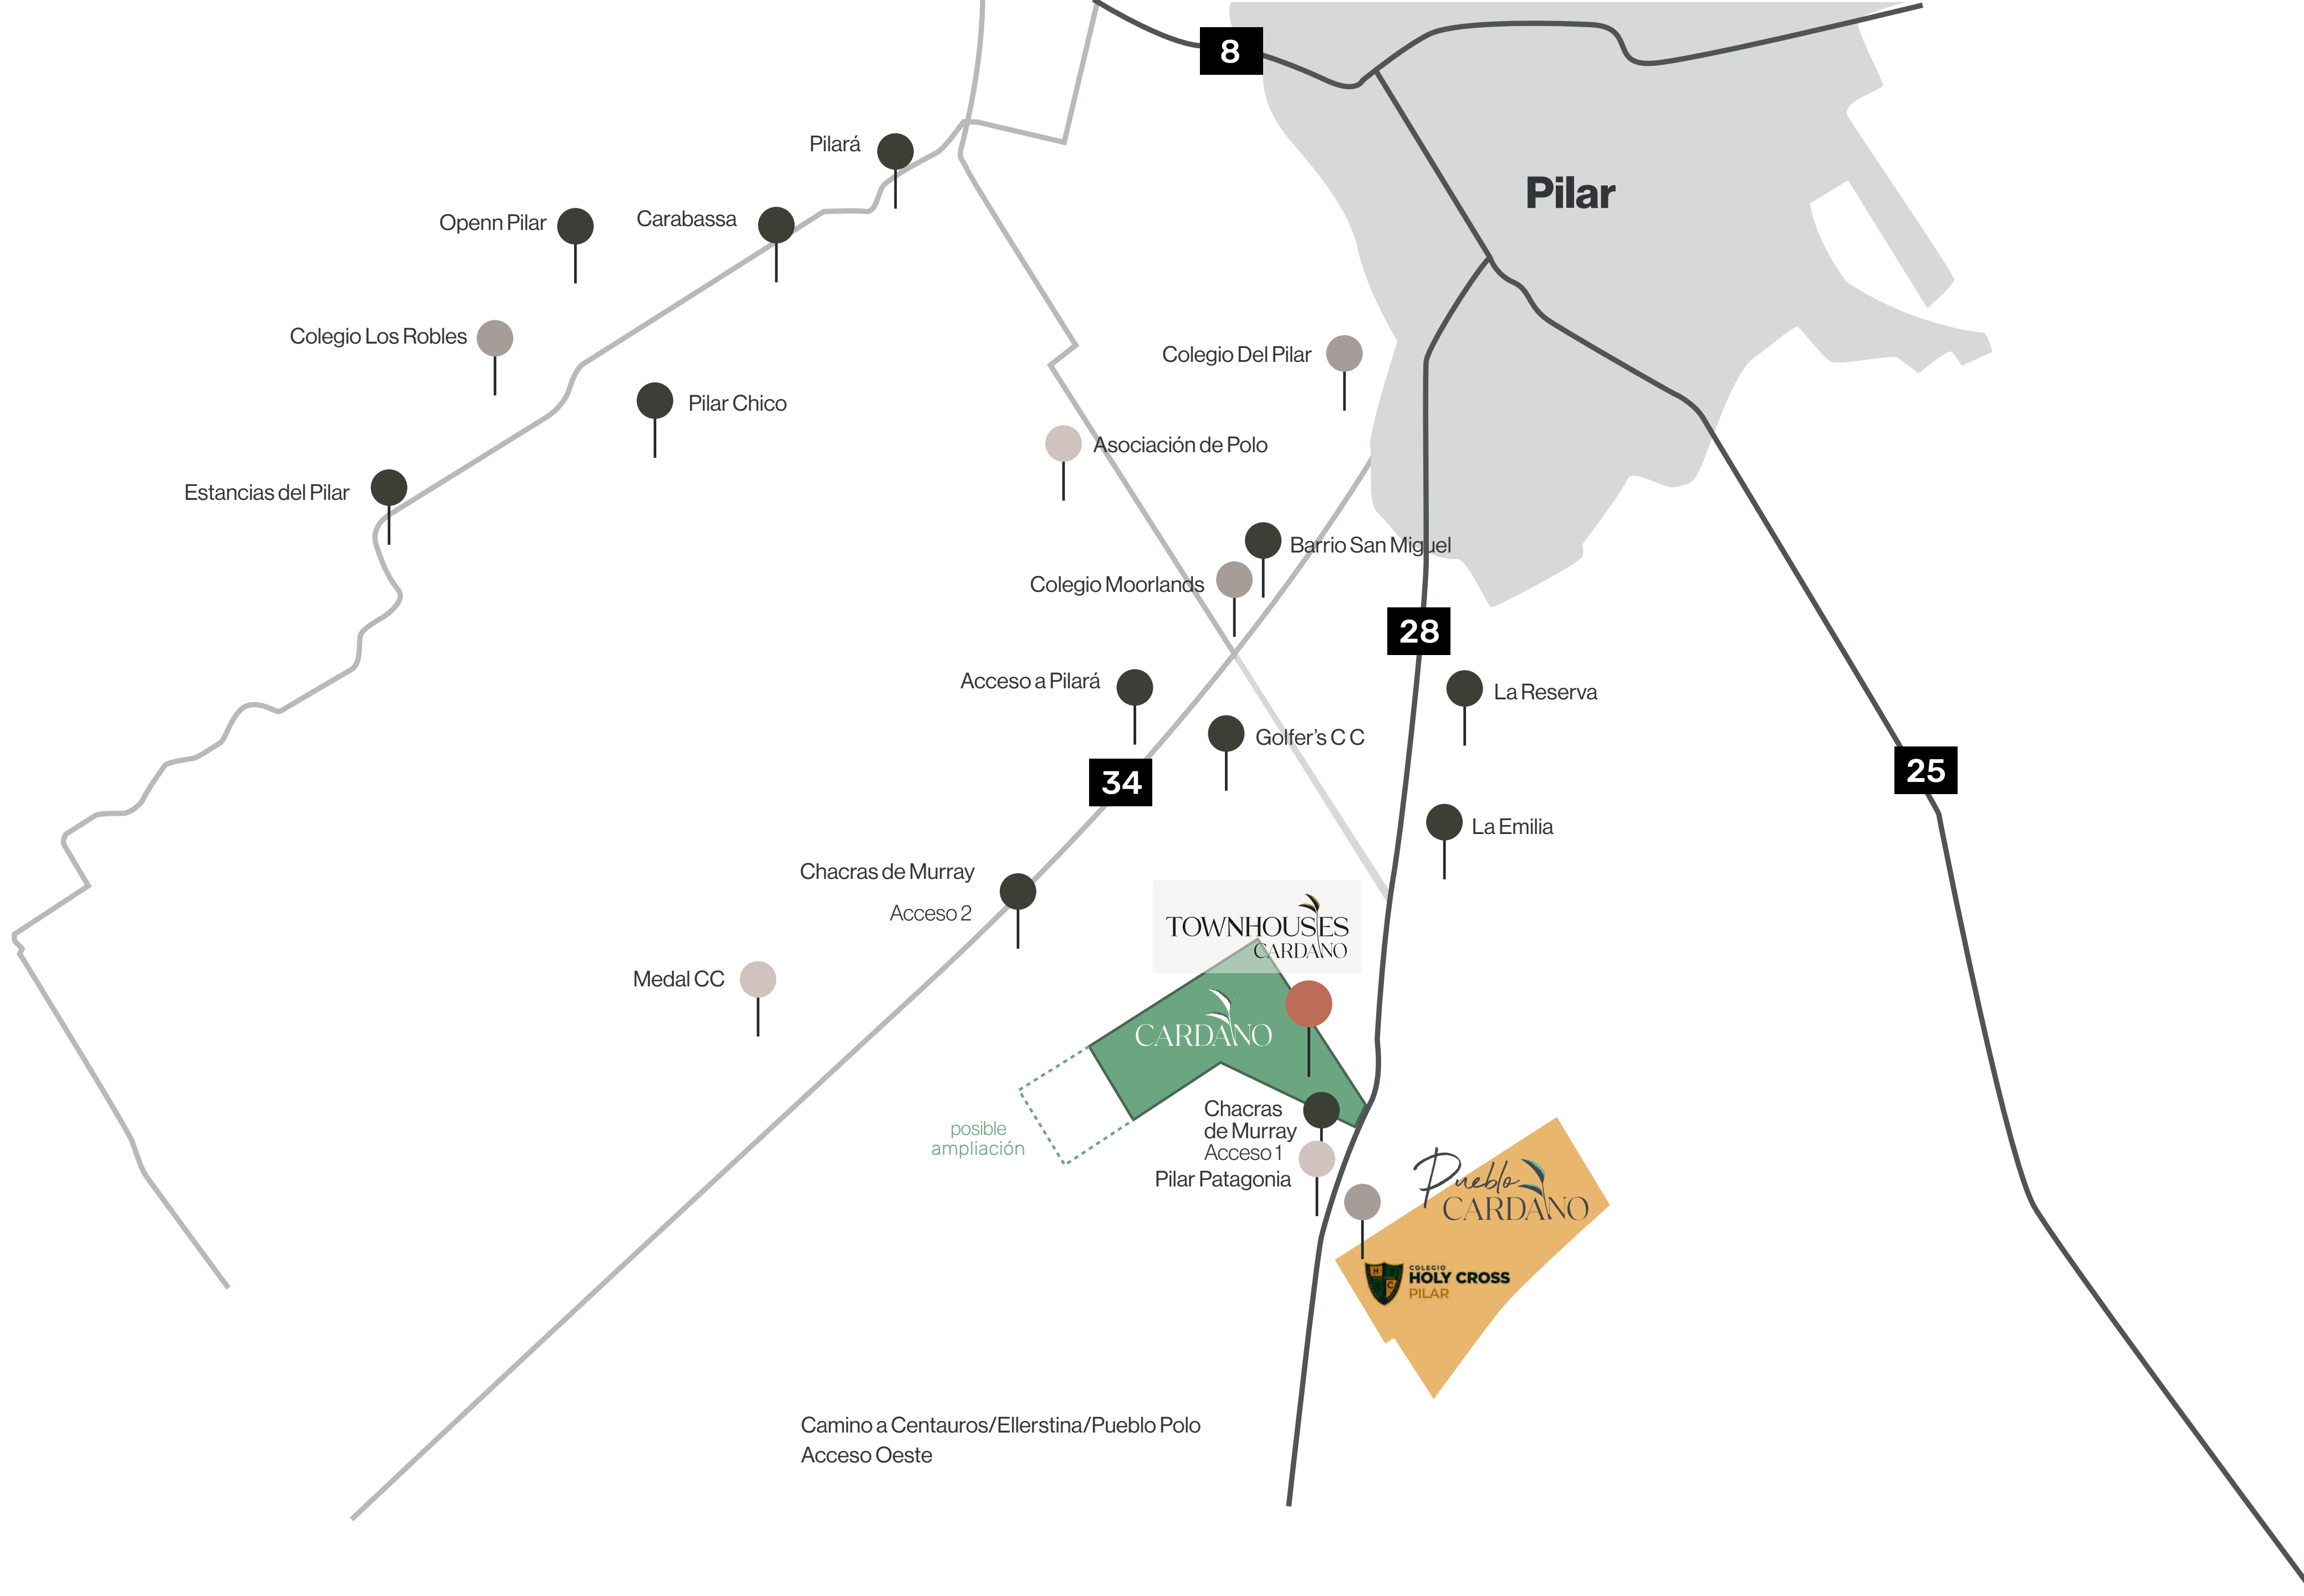 8
Pilar
Pilará
Openn Pilar
Carabassa
Colegio Los Robles
Colegio Del Pilar
Pilar Chico
Asociación de Polo
Estancias del Pilar
Barrio San Miguel
Colegio Moorlands
28
Acceso a Pilará
La Reserva
Golfer's C C
34
25
La Emilia
Chacras de Murray
Acceso 2
TOWNHOUSES
CARDANO
Medal CC
CARDANO
Chacras
de Murray
Acceso 1
posible
ampliación
Pilar Patagonia
Pueblo
CARDANO
H
C
COLEGIO
HOLY CROSS
PILAR
Camino a Centauros/Ellerstina/Pueblo Polo
Acceso Oeste